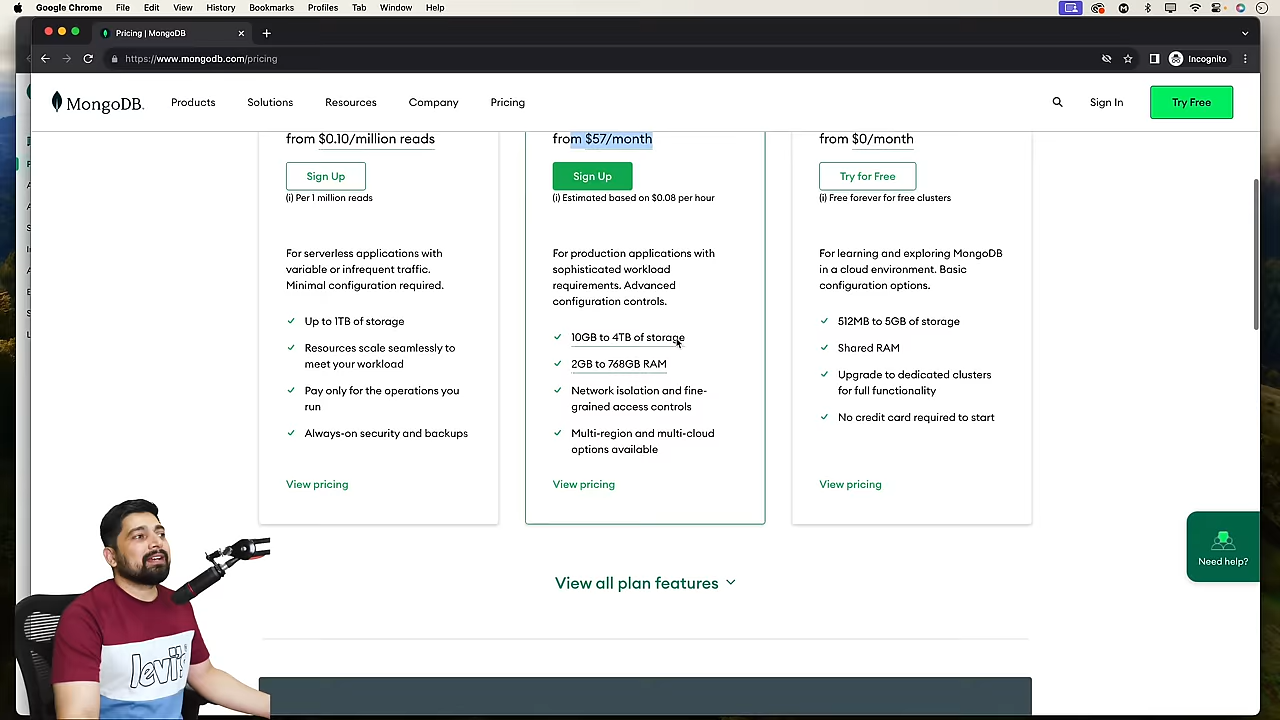 Google Chrome File Edit View History Bookmarks Profiles Tab Window Help
Pricing | MongoDB
https://www.mongodb.com/pricing
Incognito
MongoDB.
Products Solutions Resources Company Pricing
Sign In
Try Free
from $0.10/million reads
Sign Up
(i) Per 1 million reads
For serverless applications with
variable or infrequent traffic.
Minimal configuration required.
Up to 1TB of storage
Resources scale seamlessly to
meet your workload
Pay only for the operations you
run
Always-on security and backups
View pricing
from $57/month
Sign Up
(i) Estimated based on $0.08 per hour
For production applications with
sophisticated workload
requirements. Advanced
configuration controls.
10GB to 4TB of storage
2GB to 768GB RAM
Network isolation and fine-
grained access controls
Multi-region and multi-cloud
options available
View pricing
from $0/month
Try for Free
(i) Free forever for free clusters
For learning and exploring MongoDB
in a cloud environment. Basic
configuration options.
512MB to 5GB of storage
Shared RAM
Upgrade to dedicated clusters
for full functionality
No credit card required to start
View pricing
View all plan features
Need help?
levi's